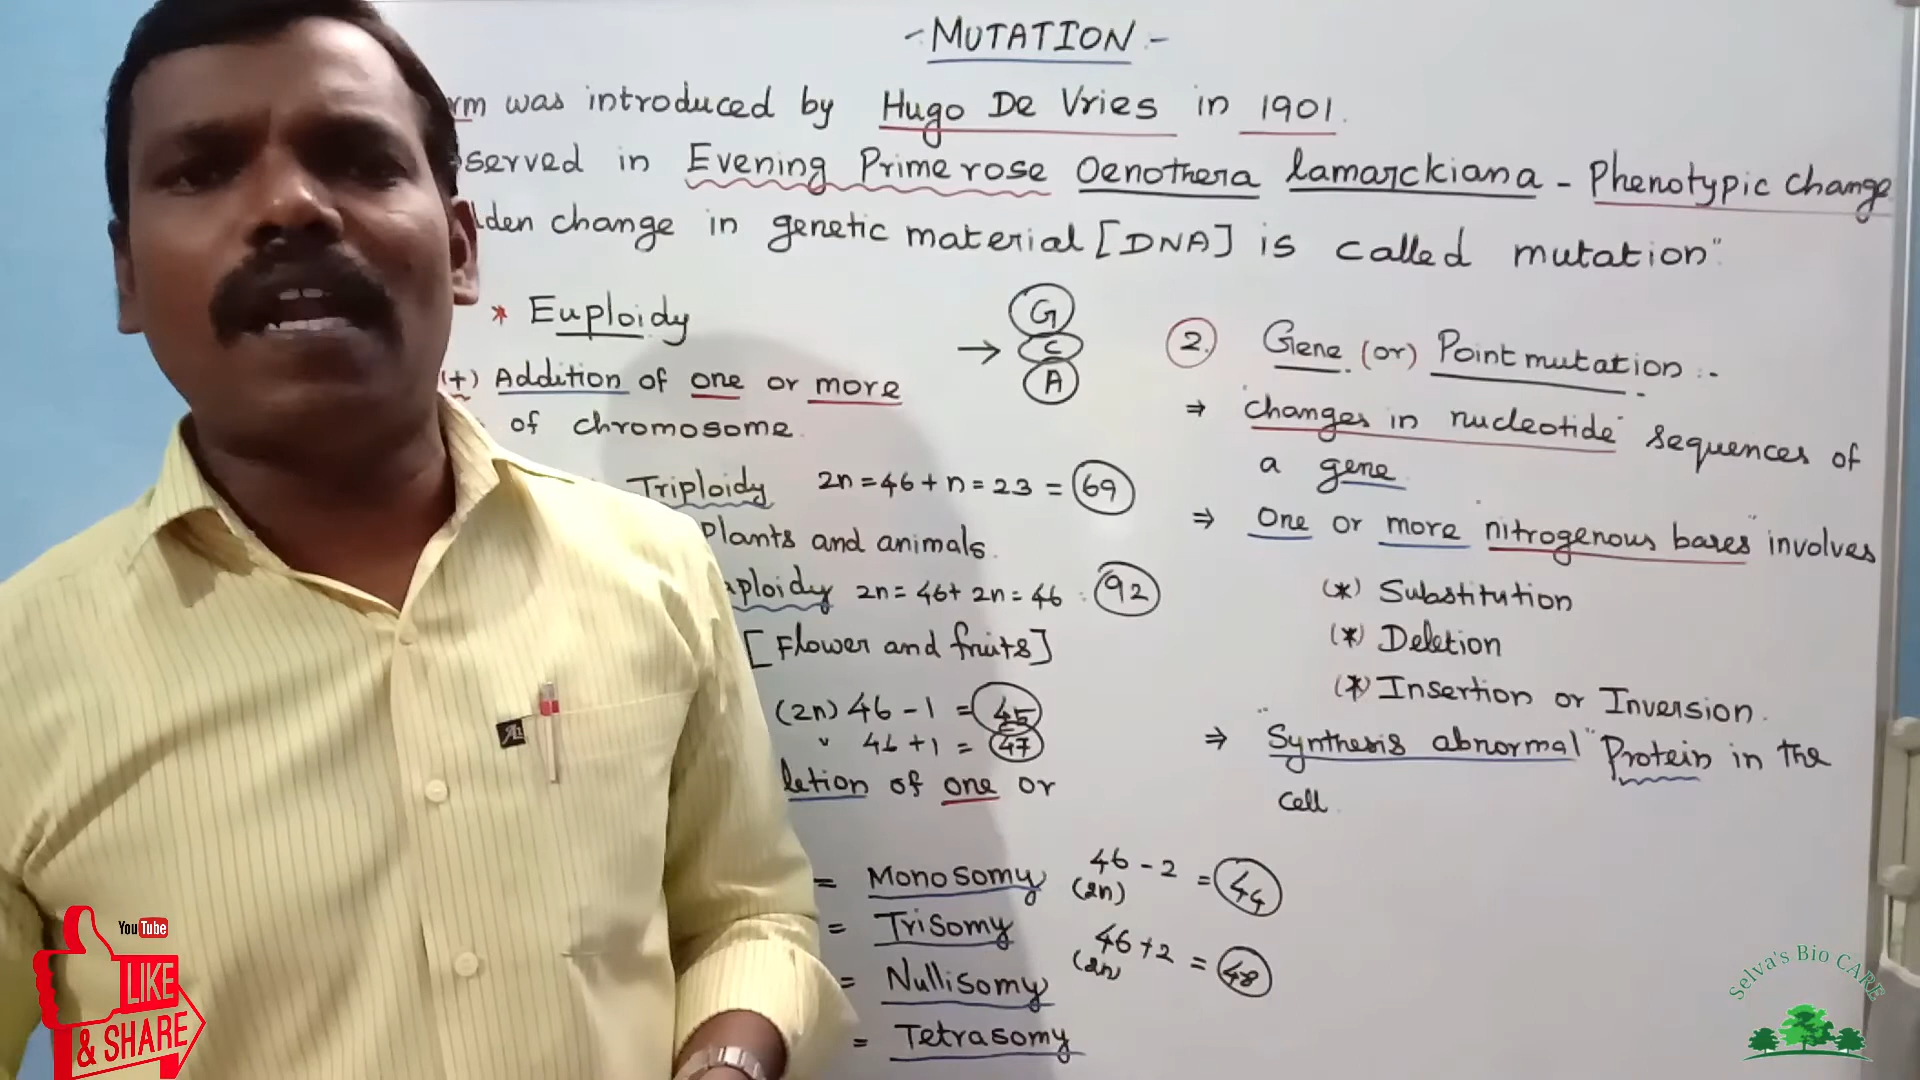 - MUTATION :-
was introduced by Hugo De Vries in 1901.
served in Evening Primerose Oenothera lamarckiana - Phenotypic change
dden change in genetic material [DNA] is called mutation"
* Euploidy
(+) Addition of one or more
of chromosome.
Triploidy 2n = 46 + n = 23 = 69
Plants and animals.
aploidy 2n = 46 + 2n = 46 : 92
[Flower and fruits]
(2n) 46 - 1 = 45
" 46 + 1 = 47
letion of one or
= Monosomy 46 - 2 = 44
(2n)
= Trisomy 46 + 2 = 48
(2n)
= Nullisomy
= Tetrasomy
→ G
C
A
2. Gene (or) Point mutation :-
⇒ "changes in nucleotide" sequences of
a gene.
⇒ One or more "nitrogenous bases" involves
(*) Substitution
(*) Deletion
(*) Insertion or Inversion.
⇒ "Synthesis abnormal" Protein in the
cell.
YouTube
LIKE
& SHARE
Selva's Bio CARE